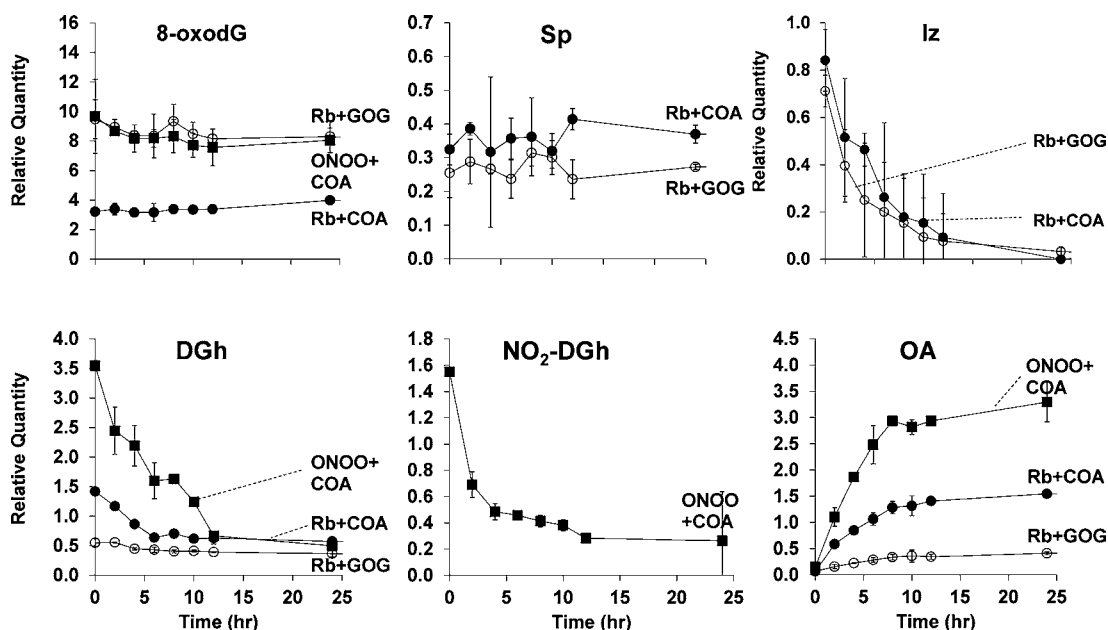 8-oxodG
Relative Quantity
16
14
12
10
8
6
4
2
0
0
5
10
15
20
25
Rb+GOG
ONOO+
COA
Rb+COA
Sp
0.7
0.6
0.5
0.4
0.3
0.2
0.1
0.0
Rb+COA
Rb+GOG
Iz
Relative Quantity
1.0
0.8
0.6
0.4
0.2
0.0
Rb+GOG
Rb+COA
DGh
Relative Quantity
4.0
3.5
3.0
2.5
2.0
1.5
1.0
0.5
0.0
0
5
10
15
20
25
Time (hr)
ONOO+
COA
Rb+COA
Rb+GOG
NO2-DGh
1.8
1.6
1.4
1.2
1.0
0.8
0.6
0.4
0.2
0.0
0
5
10
15
20
25
Time (hr)
ONOO
+COA
OA
4.5
4.0
3.5
3.0
2.5
2.0
1.5
1.0
0.5
0.0
0
5
10
15
20
25
Time (hr)
ONOO+
COA
Rb+COA
Rb+GOG